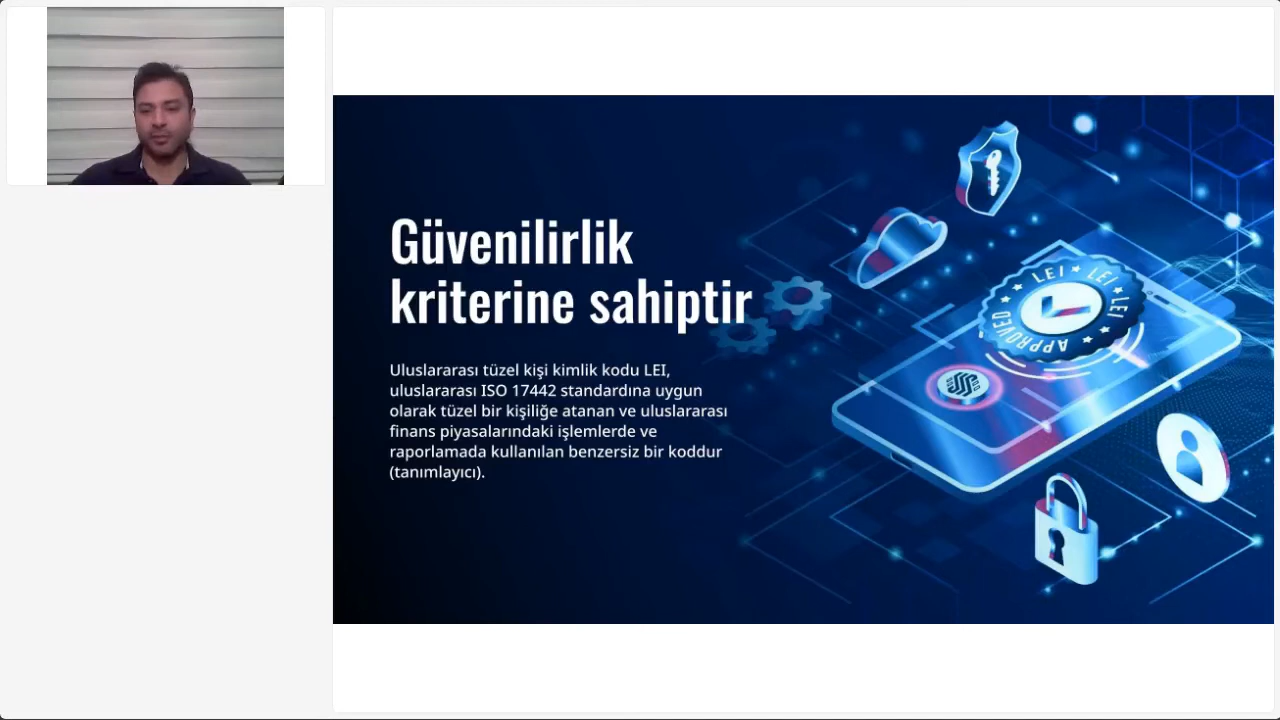 Güvenilirlik
kriterine sahiptir
Uluslararası tüzel kişi kimlik kodu LEI,
uluslararası ISO 17442 standardına uygun
olarak tüzel bir kişiliğe atanan ve uluslararası
finans piyasalarındaki işlemlerde ve
raporlamada kullanılan benzersiz bir koddur
(tanımlayıcı).
LEI ★ LEI ★ LEI ★ APPROVED ★